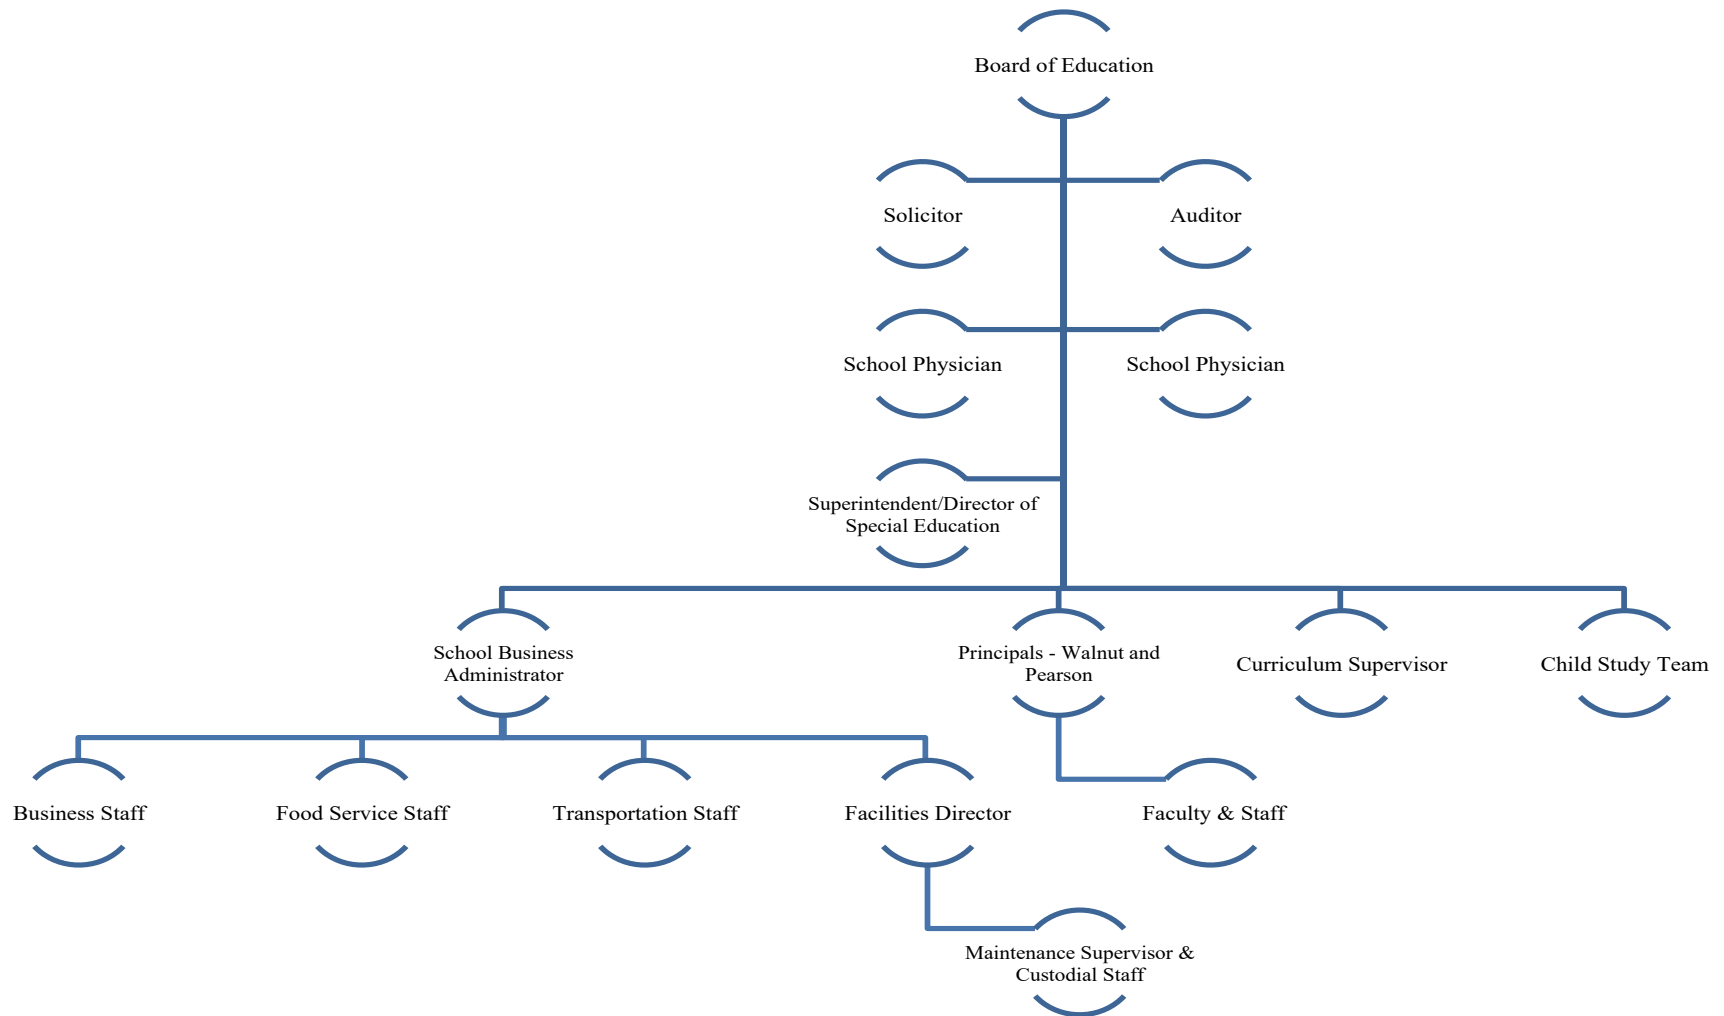 Board of Education
Solicitor
Auditor
School Physician
School Physician
Superintendent/Director of
Special Education
School Business
Administrator
Principals - Walnut and
Pearson
Curriculum Supervisor
Child Study Team
Business Staff
Food Service Staff
Transportation Staff
Facilities Director
Faculty & Staff
Maintenance Supervisor &
Custodial Staff